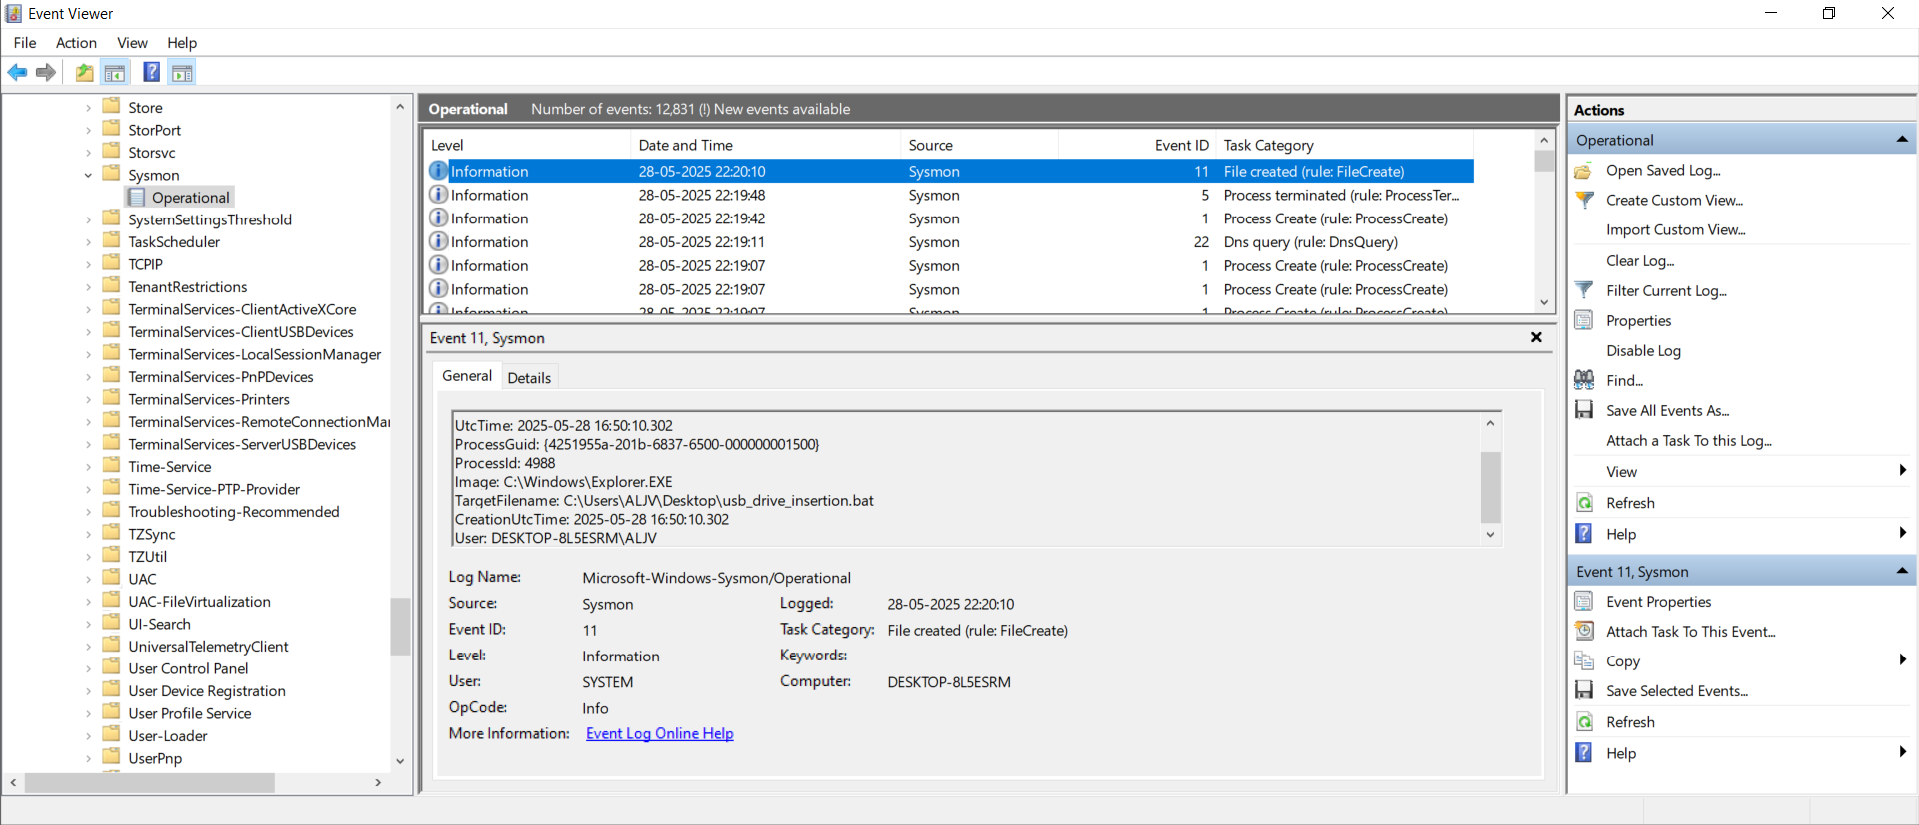 Event Viewer
File Action View Help
Store
StorPort
Storsvc
Sysmon
Operational
SystemSettingsThreshold
TaskScheduler
TCPIP
TenantRestrictions
TerminalServices-ClientActiveXCore
TerminalServices-ClientUSBDevices
TerminalServices-LocalSessionManager
TerminalServices-PnPDevices
TerminalServices-Printers
TerminalServices-RemoteConnectionMar
TerminalServices-ServerUSBDevices
Time-Service
Time-Service-PTP-Provider
Troubleshooting-Recommended
TZSync
TZUtil
UAC
UAC-FileVirtualization
UI-Search
UniversalTelemetryClient
User Control Panel
User Device Registration
User Profile Service
User-Loader
UserPnp
Operational Number of events: 12,831 (!) New events available
Level Date and Time Source Event ID Task Category
Information 28-05-2025 22:20:10 Sysmon 11 File created (rule: FileCreate)
Information 28-05-2025 22:19:48 Sysmon 5 Process terminated (rule: ProcessTer...
Information 28-05-2025 22:19:42 Sysmon 1 Process Create (rule: ProcessCreate)
Information 28-05-2025 22:19:11 Sysmon 22 Dns query (rule: DnsQuery)
Information 28-05-2025 22:19:07 Sysmon 1 Process Create (rule: ProcessCreate)
Information 28-05-2025 22:19:07 Sysmon 1 Process Create (rule: ProcessCreate)
Information 28-05-2025 22:19:07 Sysmon 1 Process Create (rule: ProcessCreate)
Event 11, Sysmon
General Details
UtcTime: 2025-05-28 16:50:10.302
ProcessGuid: {4251955a-201b-6837-6500-000000001500}
ProcessId: 4988
Image: C:\Windows\Explorer.EXE
TargetFilename: C:\Users\ALJV\Desktop\usb_drive_insertion.bat
CreationUtcTime: 2025-05-28 16:50:10.302
User: DESKTOP-8L5ESRM\ALJV
Log Name: Microsoft-Windows-Sysmon/Operational
Source: Sysmon Logged: 28-05-2025 22:20:10
Event ID: 11 Task Category: File created (rule: FileCreate)
Level: Information Keywords:
User: SYSTEM Computer: DESKTOP-8L5ESRM
OpCode: Info
More Information: Event Log Online Help
Actions
Operational
Open Saved Log...
Create Custom View...
Import Custom View...
Clear Log...
Filter Current Log...
Properties
Disable Log
Find...
Save All Events As...
Attach a Task To this Log...
View
Refresh
Help
Event 11, Sysmon
Event Properties
Attach Task To This Event...
Copy
Save Selected Events...
Refresh
Help